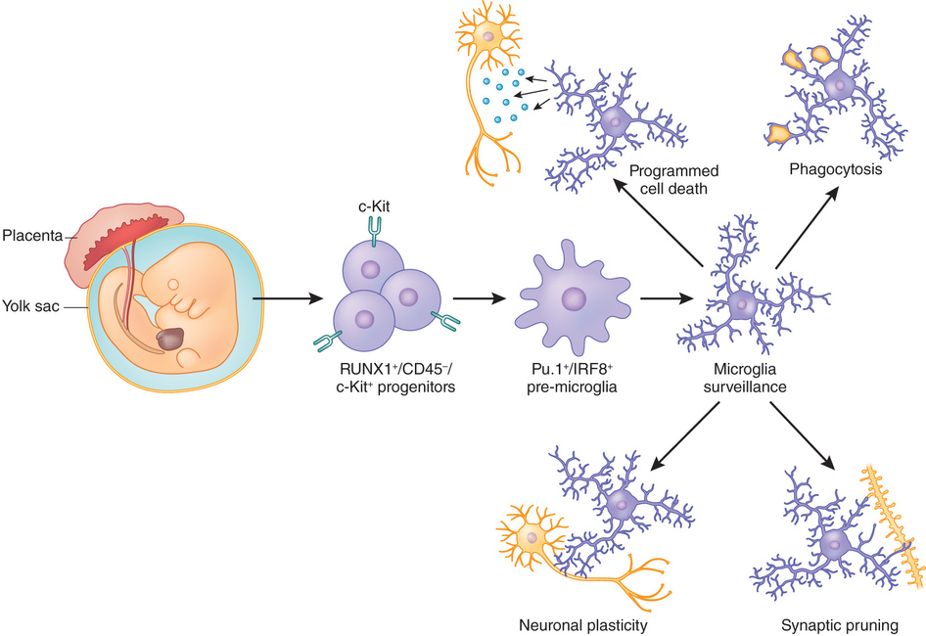 Programmed
cell death
Phagocytosis
Placenta
c-Kit
Yolk sac
RUNX1⁺/CD45⁻/
c-Kit⁺ progenitors
Pu.1⁺/IRF8⁺
pre-microglia
Microglia
surveillance
Neuronal plasticity
Synaptic pruning